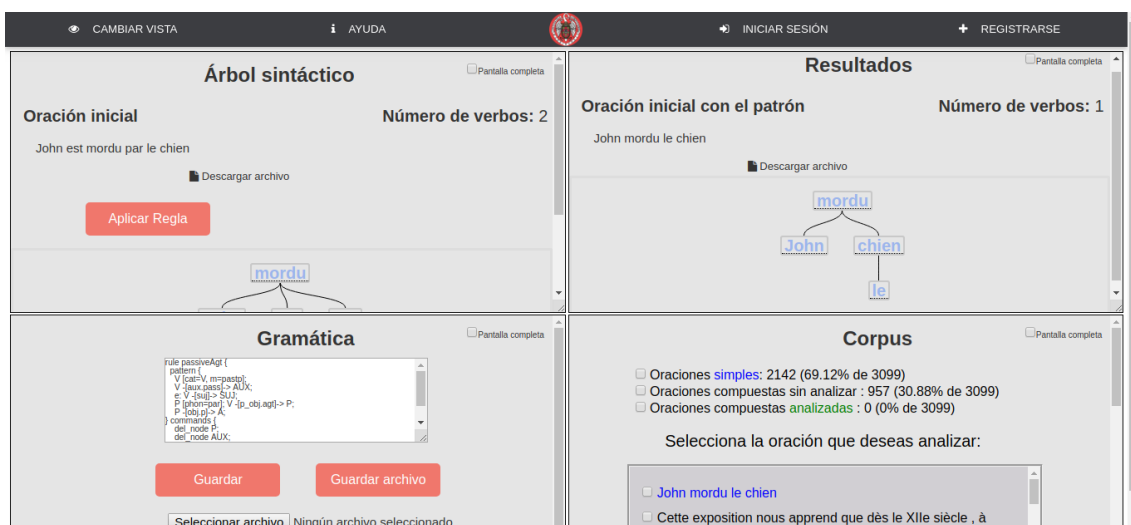 CAMBIAR VISTA
AYUDA
INICIAR SESIÓN
REGISTRARSE
Árbol sintáctico
Pantalla completa
Oración inicial
Número de verbos: 2
John est mordu par le chien
Descargar archivo
Aplicar Regla
mordu
Resultados
Pantalla completa
Oración inicial con el patrón
Número de verbos: 1
John mordu le chien
Descargar archivo
mordu
John chien
le
Gramática
Pantalla completa
rule passiveAgt {
pattern {
V [cat=V, m=pastp];
V -[aux.pass]-> AUX;
e: V -[suj]-> SUJ;
P [phon=par]; V -[p_obj.agt]-> P;
P -[obj.p]-> A;
} commands {
del_node P;
del_node AUX;
Guardar
Guardar archivo
Seleccionar archivo Ningún archivo seleccionado
Corpus
Pantalla completa
Oraciones simples: 2142 (69.12% de 3099)
Oraciones compuestas sin analizar : 957 (30.88% de 3099)
Oraciones compuestas analizadas : 0 (0% de 3099)
Selecciona la oración que deseas analizar:
John mordu le chien
Cette exposition nous apprend que dès le XIIe siècle , à